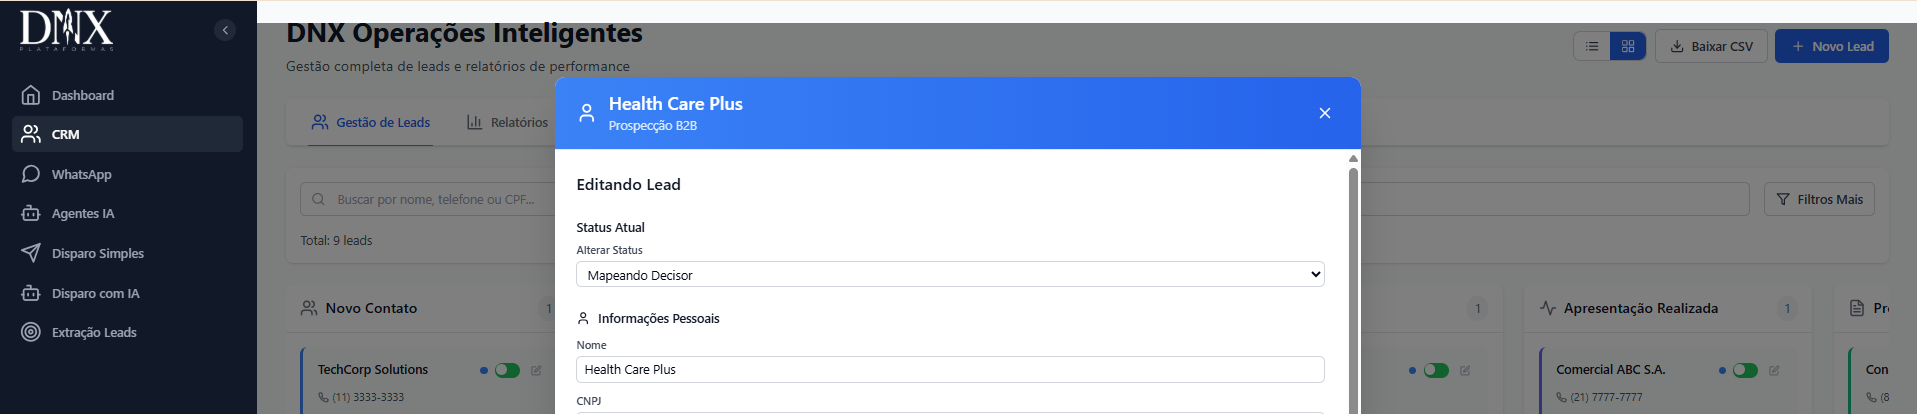 DNX
PLATAFORMAS
Dashboard
CRM
WhatsApp
Agentes IA
Disparo Simples
Disparo com IA
Extração Leads
DNX Operações Inteligentes
Gestão completa de leads e relatórios de performance
Baixar CSV
Novo Lead
Gestão de Leads
Relatórios
Buscar por nome, telefone ou CPF...
Filtros Mais
Total: 9 leads
Novo Contato 1
TechCorp Solutions
(11) 3333-3333
Health Care Plus
Prospecção B2B
Editando Lead
Status Atual
Alterar Status
Mapeando Decisor
Informações Pessoais
Nome
Health Care Plus
CNPJ
1
Apresentação Realizada 1
Comercial ABC S.A.
(21) 7777-7777
Pr
Con
(8